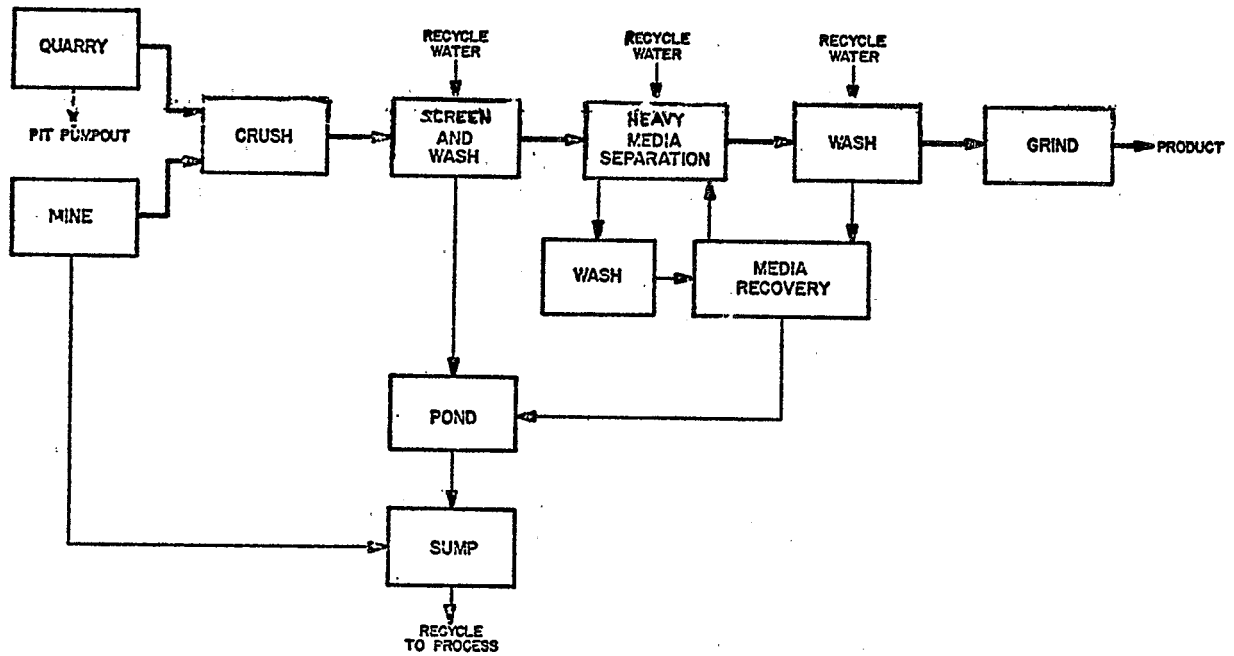 QUARRY
PIT PUMPOUT
MINE
CRUSH
RECYCLE
WATER
SCREEN
AND
WASH
RECYCLE
WATER
HEAVY
MEDIA
SEPARATION
RECYCLE
WATER
WASH
GRIND
PRODUCT
WASH
MEDIA
RECOVERY
POND
SUMP
RECYCLE
TO PROCESS